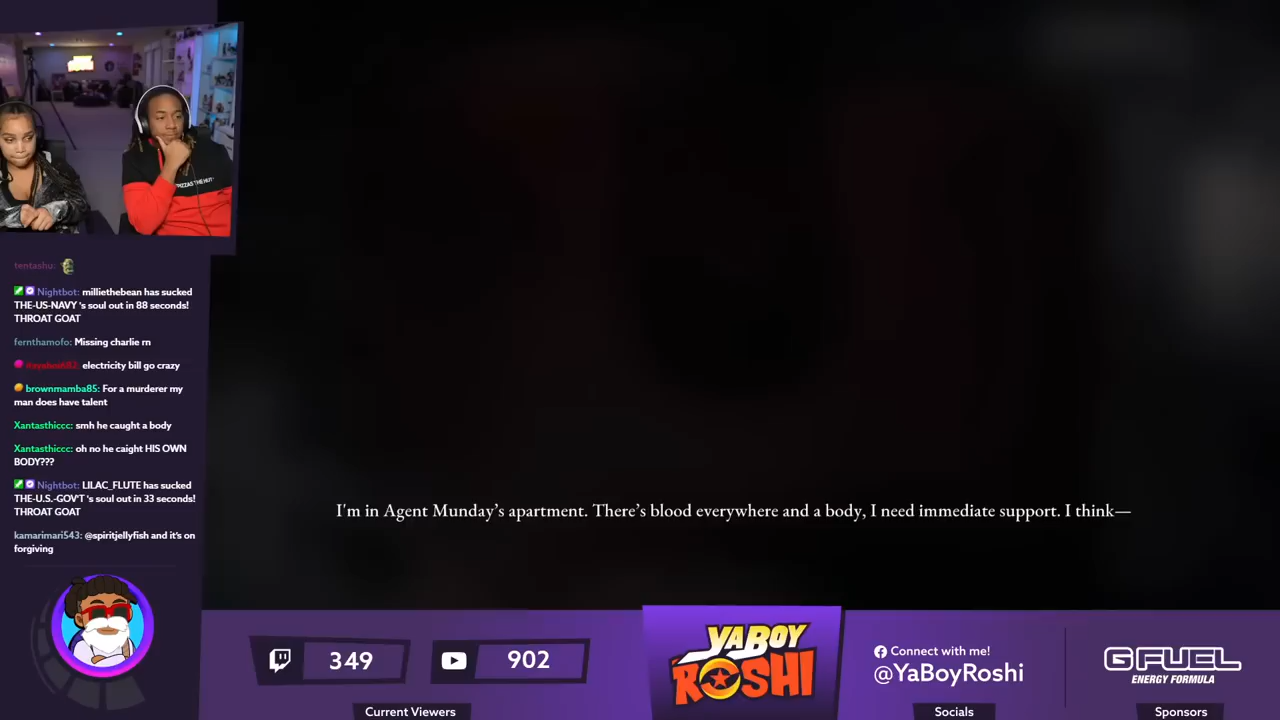 tentashu:
Nightbot: milliethebean has sucked
THE-US-NAVY 's soul out in 88 seconds!
THROAT GOAT
fernthamofo: Missing charlie rn
electricity bill go crazy
brownmamba85: For a murderer my
man does have talent
Xantasthiccc: smh he caught a body
Xantasthiccc: oh no he caight HIS OWN
BODY???
Nightbot: LILAC_FLUTE has sucked
THE-U.S.-GOV'T 's soul out in 33 seconds!
THROAT GOAT
kamarimari543: @spiritjellyfish and it's on
forgiving
I'm in Agent Munday’s apartment. There’s blood everywhere and a body, I need immediate support. I think—
349
902
Current Viewers
YABOY
ROSHI
Connect with me!
@YaBoyRoshi
Socials
G FUEL
ENERGY FORMULA
Sponsors